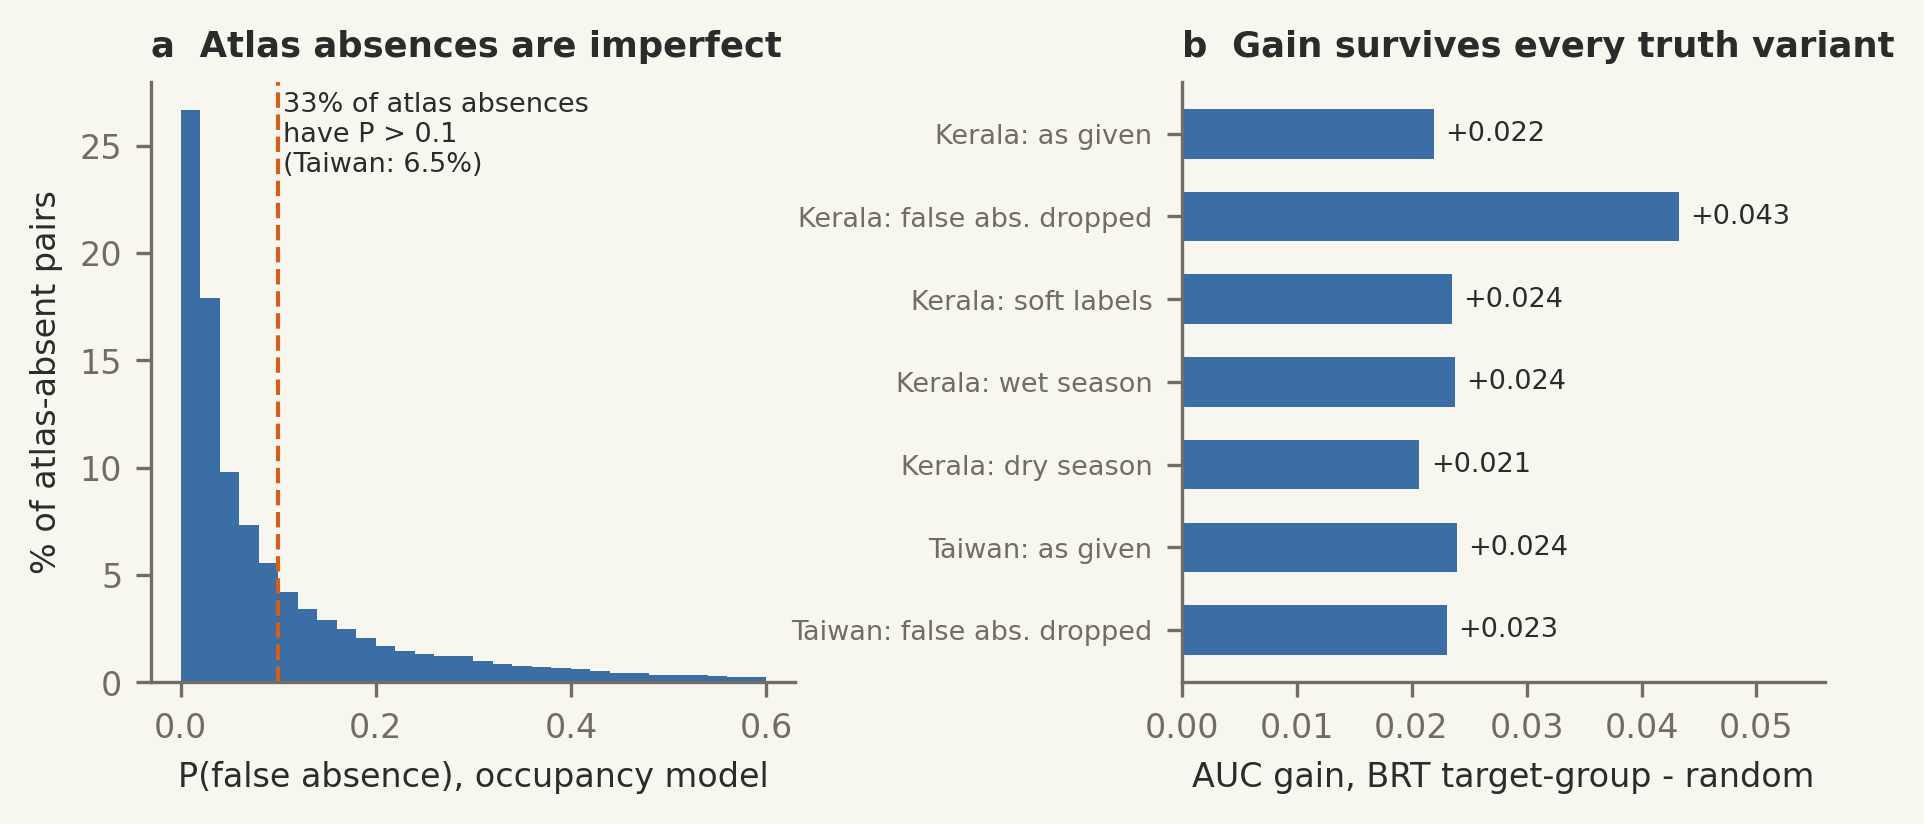 a Atlas absences are imperfect
33% of atlas absences
have P > 0.1
(Taiwan: 6.5%)
% of atlas-absent pairs
25
20
15
10
5
0
0.0 0.2 0.4 0.6
P(false absence), occupancy model
b Gain survives every truth variant
Kerala: as given +0.022
Kerala: false abs. dropped +0.043
Kerala: soft labels +0.024
Kerala: wet season +0.024
Kerala: dry season +0.021
Taiwan: as given +0.024
Taiwan: false abs. dropped +0.023
0.00 0.01 0.02 0.03 0.04 0.05
AUC gain, BRT target-group - random